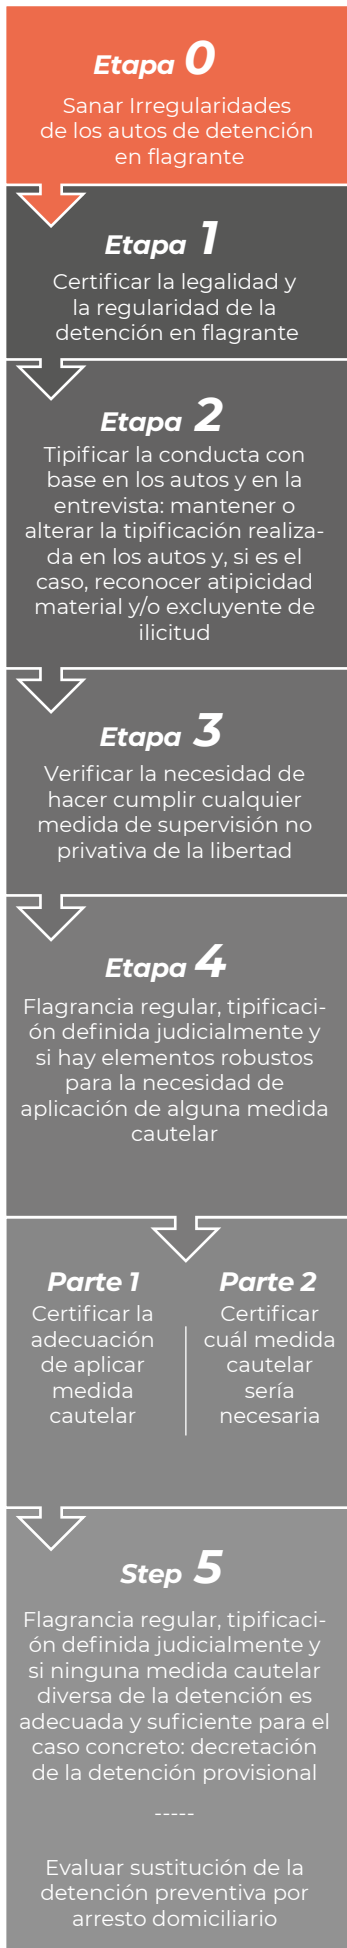 Etapa 0
Sanar Irregularidades
de los autos de detención
en flagrante
Etapa 1
Certificar la legalidad y
la regularidad de la
detención en flagrante
Etapa 2
Tipificar la conducta con
base en los autos y en la
entrevista: mantener o
alterar la tipificación realiza-
da en los autos y, si es el
caso, reconocer atipicidad
material y/o excluyente de
ilicitud
Etapa 3
Verificar la necesidad de
hacer cumplir cualquier
medida de supervisión no
privativa de la libertad
Etapa 4
Flagrancia regular, tipificaci-
ón definida judicialmente y
si hay elementos robustos
para la necesidad de
aplicación de alguna medida
cautelar
Parte 1
Certificar la
adecuación
de aplicar
medida
cautelar
Parte 2
Certificar
cuál medida
cautelar
sería
necesaria
Step 5
Flagrancia regular, tipificaci-
ón definida judicialmente y
si ninguna medida cautelar
diversa de la detención es
adecuada y suficiente para el
caso concreto: decretación
de la detención provisional
-----
Evaluar sustitución de la
detención preventiva por
arresto domiciliario